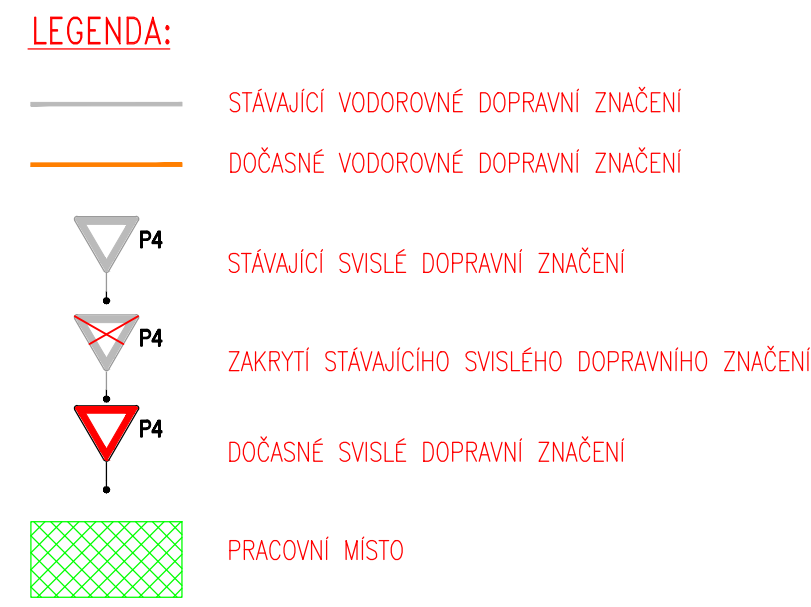 LEGENDA:
STÁVAJÍCÍ VODOROVNÉ DOPRAVNÍ ZNAČENÍ
DOČASNÉ VODOROVNÉ DOPRAVNÍ ZNAČENÍ
P4 STÁVAJÍCÍ SVISLÉ DOPRAVNÍ ZNAČENÍ
P4 ZAKRYTÍ STÁVAJÍCÍHO SVISLÉHO DOPRAVNÍHO ZNAČENÍ
P4 DOČASNÉ SVISLÉ DOPRAVNÍ ZNAČENÍ
PRACOVNÍ MÍSTO